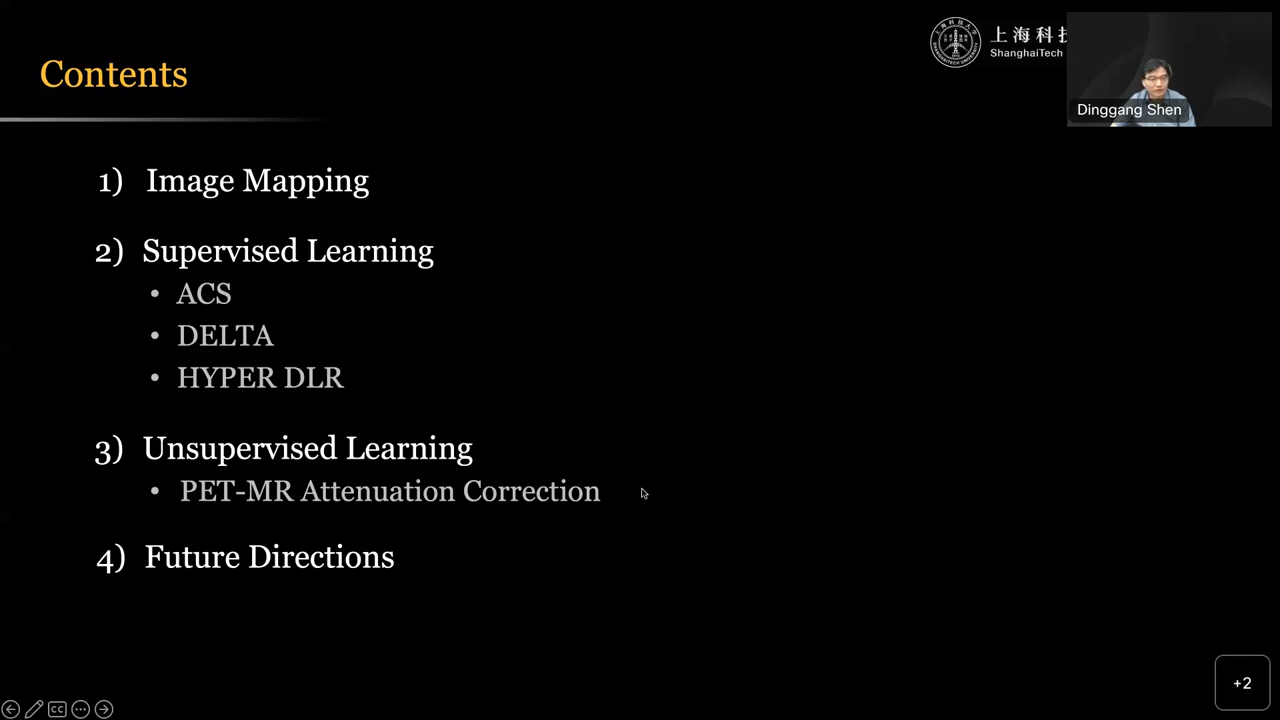 Contents
上海科技
ShanghaiTech
Dinggang Shen
1) Image Mapping
2) Supervised Learning
• ACS
• DELTA
• HYPER DLR
3) Unsupervised Learning
• PET-MR Attenuation Correction
4) Future Directions
CC
+2